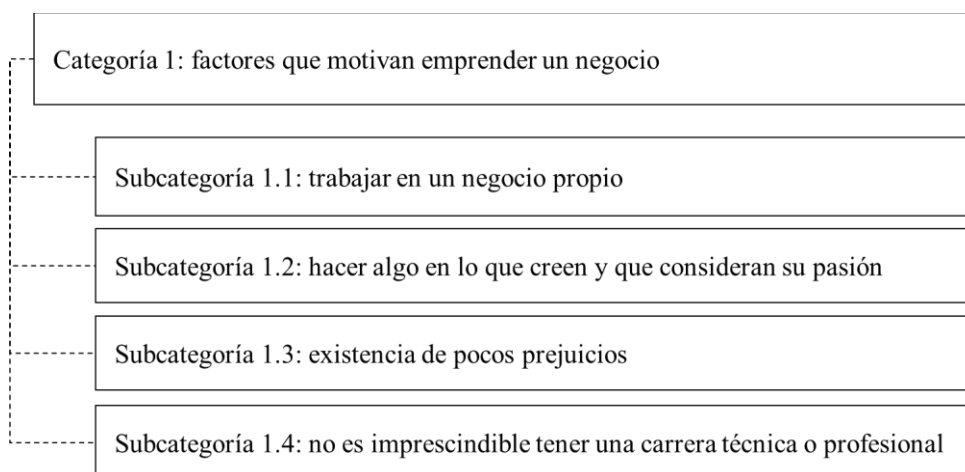 Categoría 1: factores que motivan emprender un negocio
Subcategoría 1.1: trabajar en un negocio propio
Subcategoría 1.2: hacer algo en lo que creen y que consideran su pasión
Subcategoría 1.3: existencia de pocos prejuicios
Subcategoría 1.4: no es imprescindible tener una carrera técnica o profesional